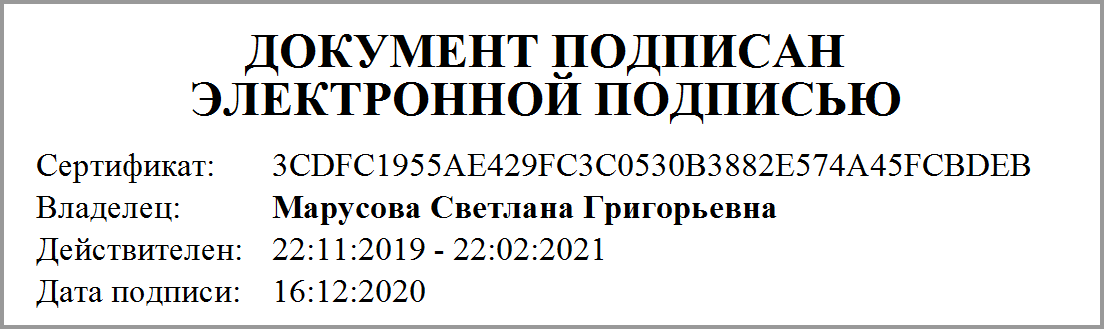 ДОКУМЕНТ ПОДПИСАН
ЭЛЕКТРОННОЙ ПОДПИСЬЮ
Сертификат: 3CDFC1955AE429FC3C0530B3882E574A45FCBDEB
Владелец: Марусова Светлана Григорьевна
Действителен: 22:11:2019 - 22:02:2021
Дата подписи: 16:12:2020